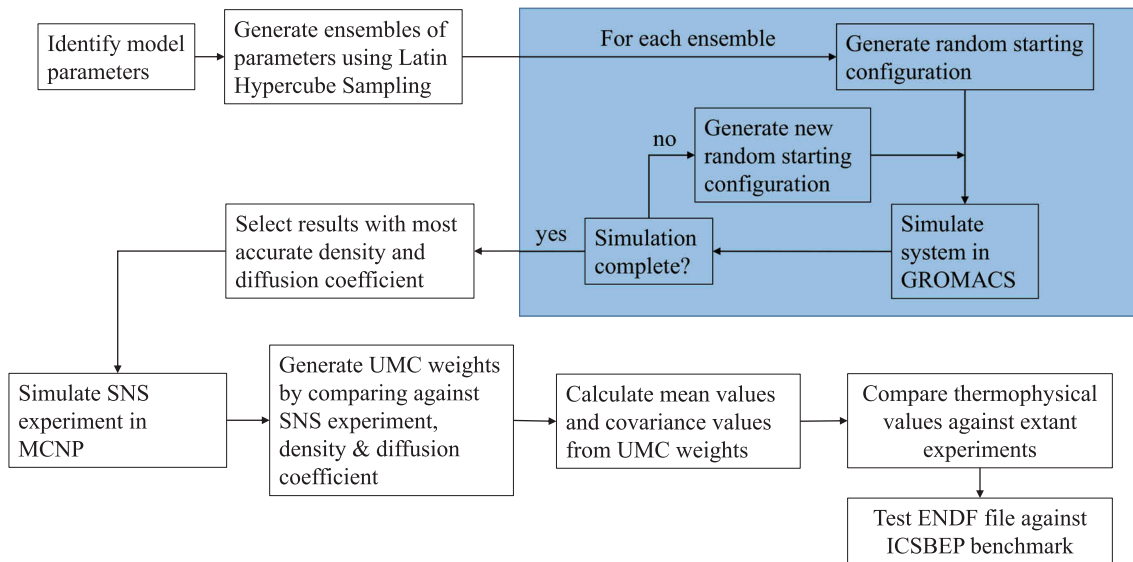 Identify model
parameters
Generate ensembles of
parameters using Latin
Hypercube Sampling
For each ensemble
Generate random starting
configuration
no
Generate new
random starting
configuration
Simulate
system in
GROMACS
Simulation
complete?
yes
Select results with most
accurate density and
diffusion coefficient
Simulate SNS
experiment in
MCNP
Generate UMC weights
by comparing against
SNS experiment,
density & diffusion
coefficient
Calculate mean values
and covariance values
from UMC weights
Compare thermophysical
values against extant
experiments
Test ENDF file against
ICSBEP benchmark